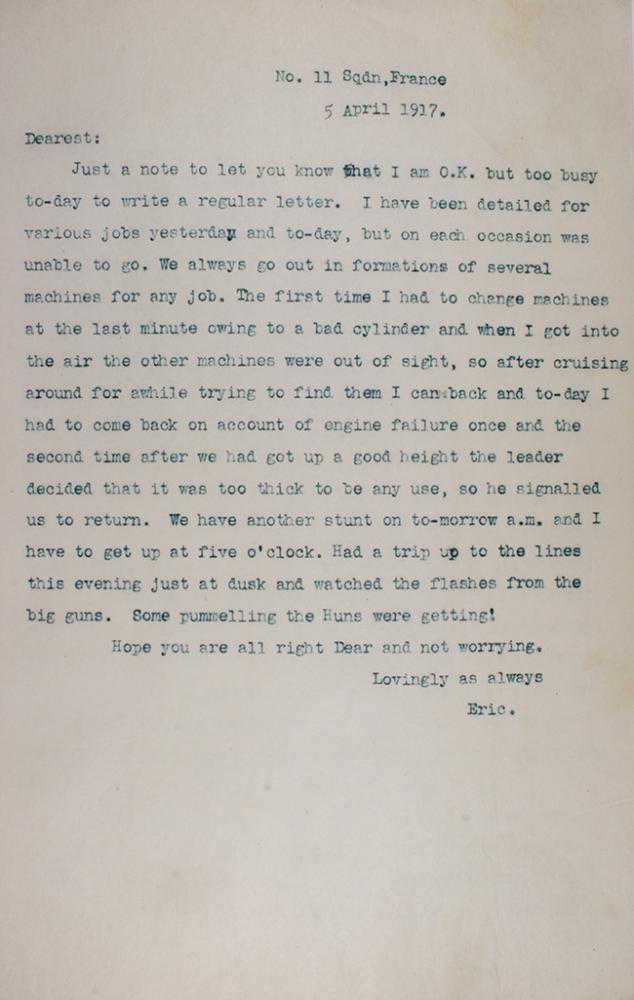 No. 11 Sqdn,France
5 April 1917.
Dearest:
Just a note to let you know that I am O.K. but too busy
to-day to write a regular letter. I have been detailed for
various jobs yesterday and to-day, but on each occasion was
unable to go. We always go out in formations of several
machines for any job. The first time I had to change machines
at the last minute owing to a bad cylinder and when I got into
the air the other machines were out of sight, so after cruising
around for awhile trying to find them I came back and to-day I
had to come back on account of engine failure once and the
second time after we had got up a good height the leader
decided that it was too thick to be any use, so he signalled
us to return. We have another stunt on to-morrow a.m. and I
have to get up at five o'clock. Had a trip up to the lines
this evening just at dusk and watched the flashes from the
big guns. Some pummelling the Huns were getting!
Hope you are all right Dear and not worrying.
Lovingly as always
Eric.